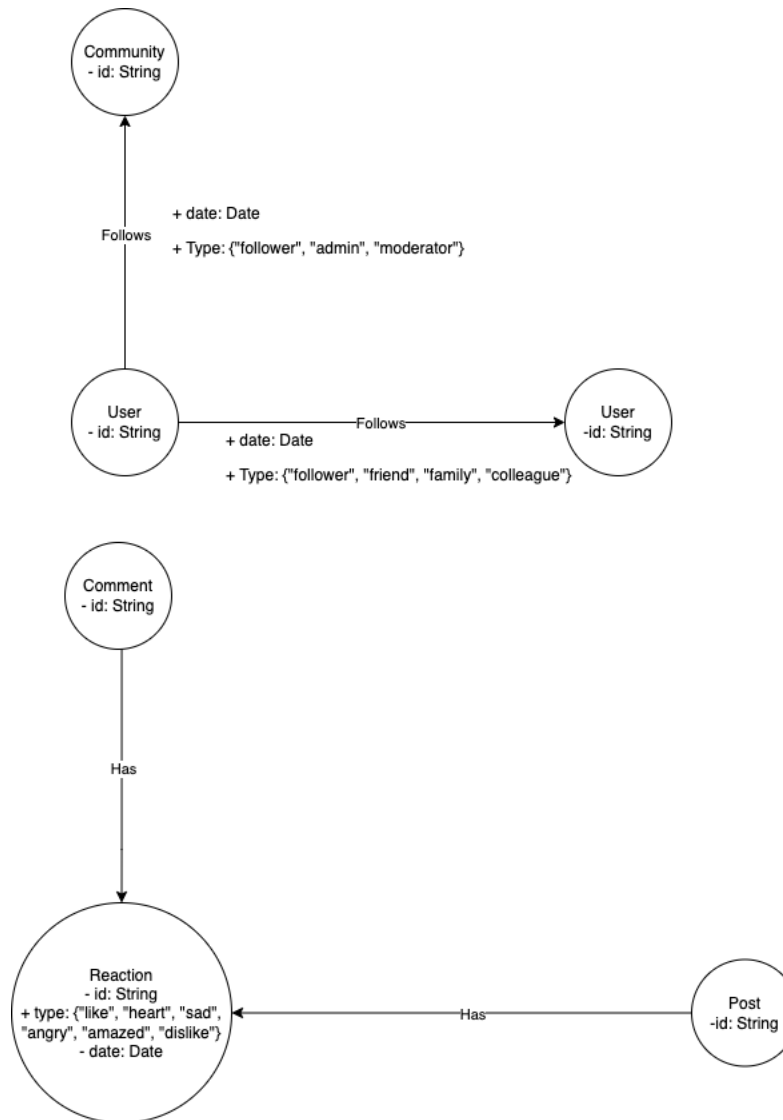 Community
- id: String
+ date: Date
Follows
+ Type: {"follower", "admin", "moderator"}
User
- id: String
Follows
User
-id: String
+ date: Date
+ Type: {"follower", "friend", "family", "colleague"}
Comment
- id: String
Has
Reaction
- id: String
+ type: {"like", "heart", "sad",
"angry", "amazed", "dislike"}
- date: Date
Has
Post
-id: String